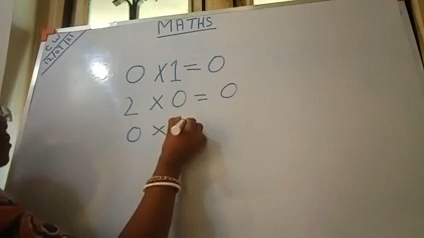 MATHS
0 × 1 = 0
2 × 0 = 0
0 ×